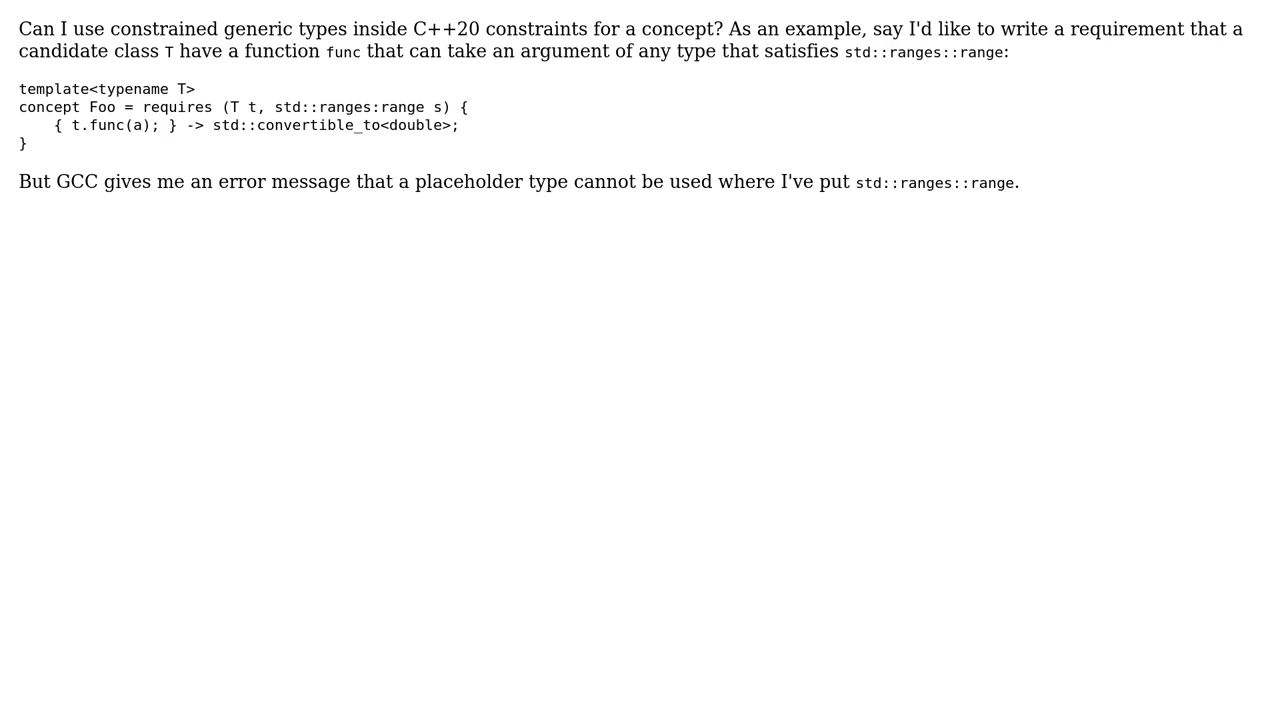 Can I use constrained generic types inside C++20 constraints for a concept? As an example, say I'd like to write a requirement that a
candidate class T have a function func that can take an argument of any type that satisfies std::ranges::range:
template<typename T>
concept Foo = requires (T t, std::ranges:range s) {
    { t.func(a); } -> std::convertible_to<double>;
}
But GCC gives me an error message that a placeholder type cannot be used where I've put std::ranges::range.